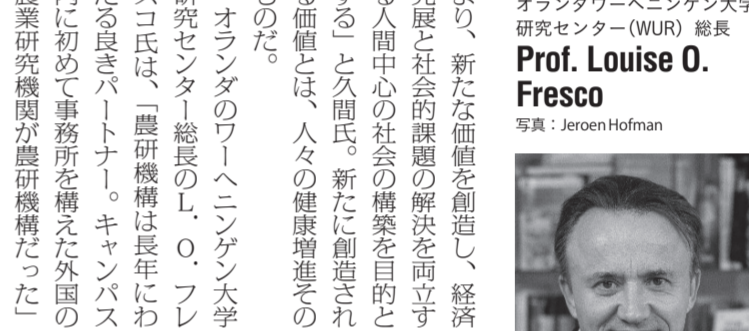 オランダワーヘニンゲン大学
研究センター(WUR) 総長
Prof. Louise O.
Fresco
写真：Jeroen Hofman
より、新たな価値を創造し、経済
発展と社会的課題の解決を両立す
る人間中心の社会の構築を目的と
する」と久間氏。新たに創造され
る価値とは、人々の健康増進その
ものだ。
オランダのワーヘニンゲン大学
研究センター総長のL．O．フレ
スコ氏は、「農研機構は長年にわ
たる良きパートナー。キャンパス
内に初めて事務所を構えた外国の
農業研究機関が農研機構だった」